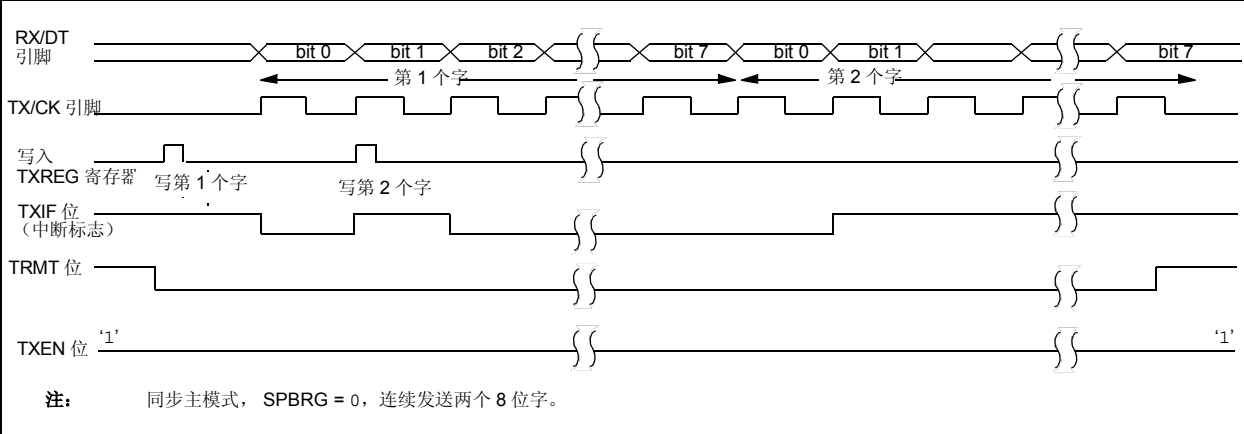 RX/DT
引脚
bit 0 bit 1 bit 2 bit 7 bit 0 bit 1 bit 7
第 1 个字 第 2 个字
TX/CK 引脚
写入
TXREG 寄存器
写第 1 个字 写第 2 个字
TXIF 位
（中断标志）
TRMT 位
TXEN 位 ‘1’ ‘1’
注： 同步主模式， SPBRG = 0，连续发送两个 8 位字。